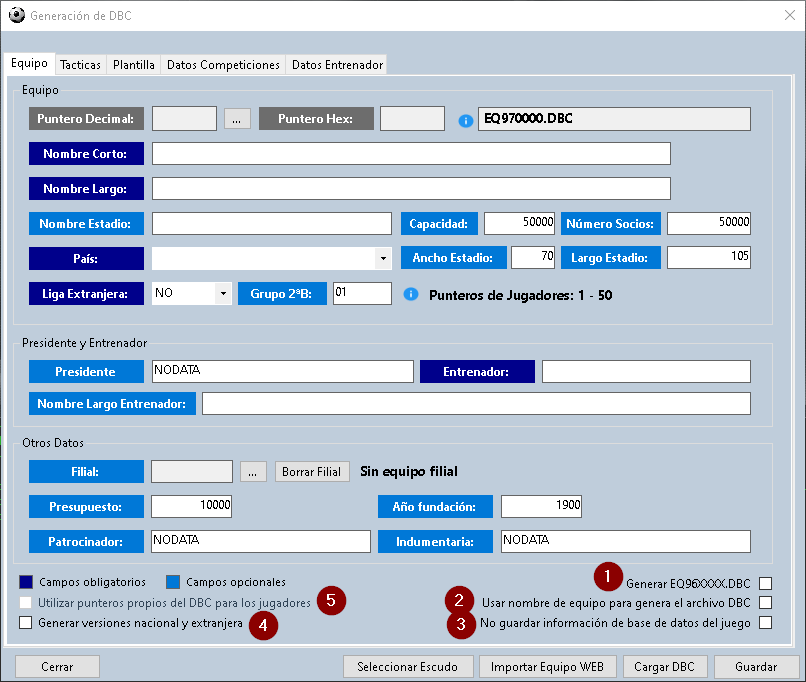 Generación de DBC
Equipo Tacticas Plantilla Datos Competiciones Datos Entrenador
Equipo
Puntero Decimal: ... Puntero Hex: EQ970000.DBC
Nombre Corto:
Nombre Largo:
Nombre Estadio: Capacidad: 50000 Número Socios: 50000
País: Ancho Estadio: 70 Largo Estadio: 105
Liga Extranjera: NO Grupo 2ªB: 01 Punteros de Jugadores: 1 - 50
Presidente y Entrenador
Presidente NODATA Entrenador:
Nombre Largo Entrenador:
Otros Datos
Filial: ... Borrar Filial Sin equipo filial
Presupuesto: 10000 Año fundación: 1900
Patrocinador: NODATA Indumentaria: NODATA
Campos obligatorios Campos opcionales 1 Generar EQ96XXXX.DBC
Utilizar punteros propios del DBC para los jugadores 5 2 Usar nombre de equipo para genera el archivo DBC
Generar versiones nacional y extranjera 4 3 No guardar información de base de datos del juego
Cerrar Seleccionar Escudo Importar Equipo WEB Cargar DBC Guardar